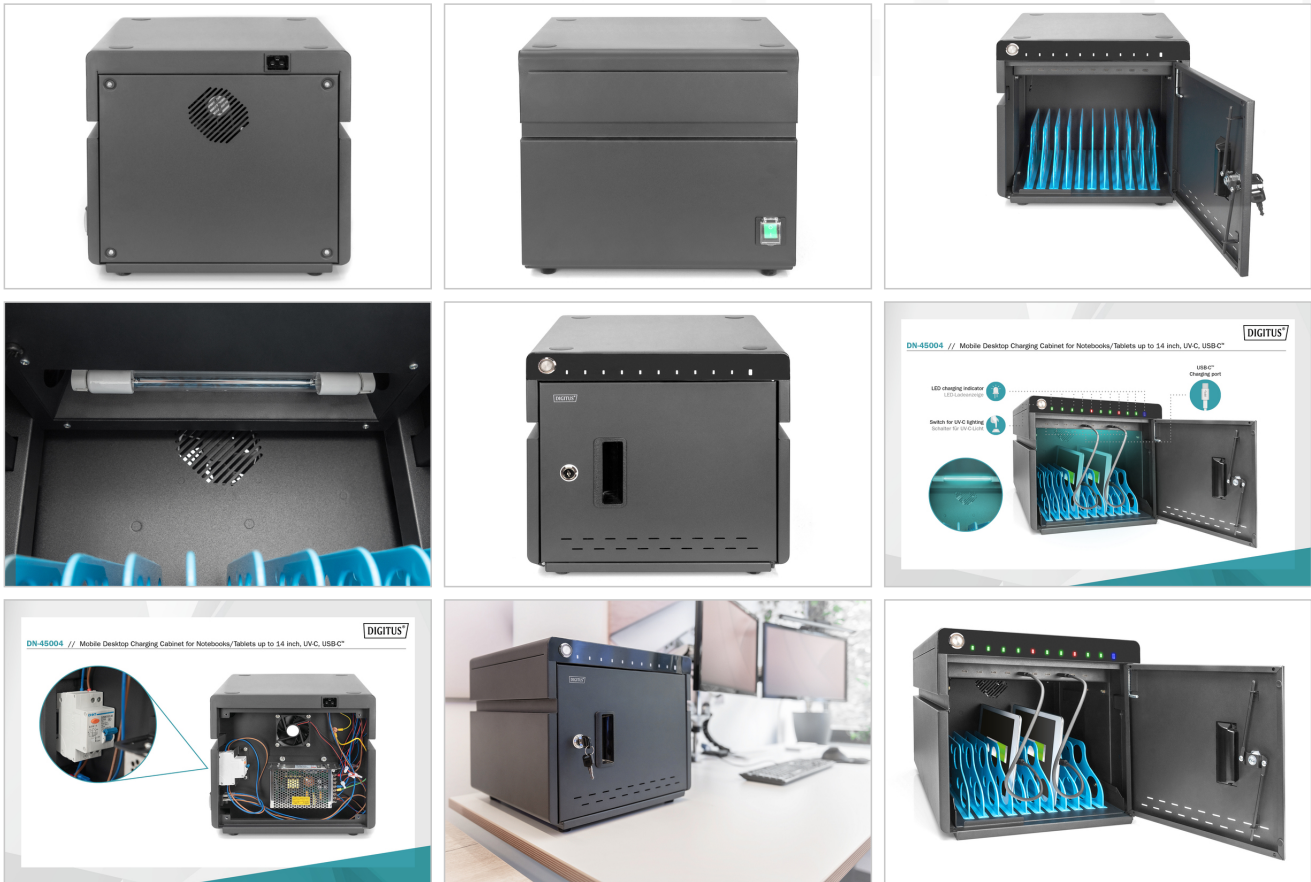 DIGITUS®
DIGITUS®
DN-45004 // Mobile Desktop Charging Cabinet for Notebooks/Tablets up to 14 inch, UV-C, USB-C™
USB-C™
Charging port
LED charging indicator
LED-Ladeanzeige
Switch for UV-C lighting
Schalter für UV-C-Licht
DIGITUS®
DN-45004 // Mobile Desktop Charging Cabinet for Notebooks/Tablets up to 14 inch, UV-C, USB-C™
DIGITUS®